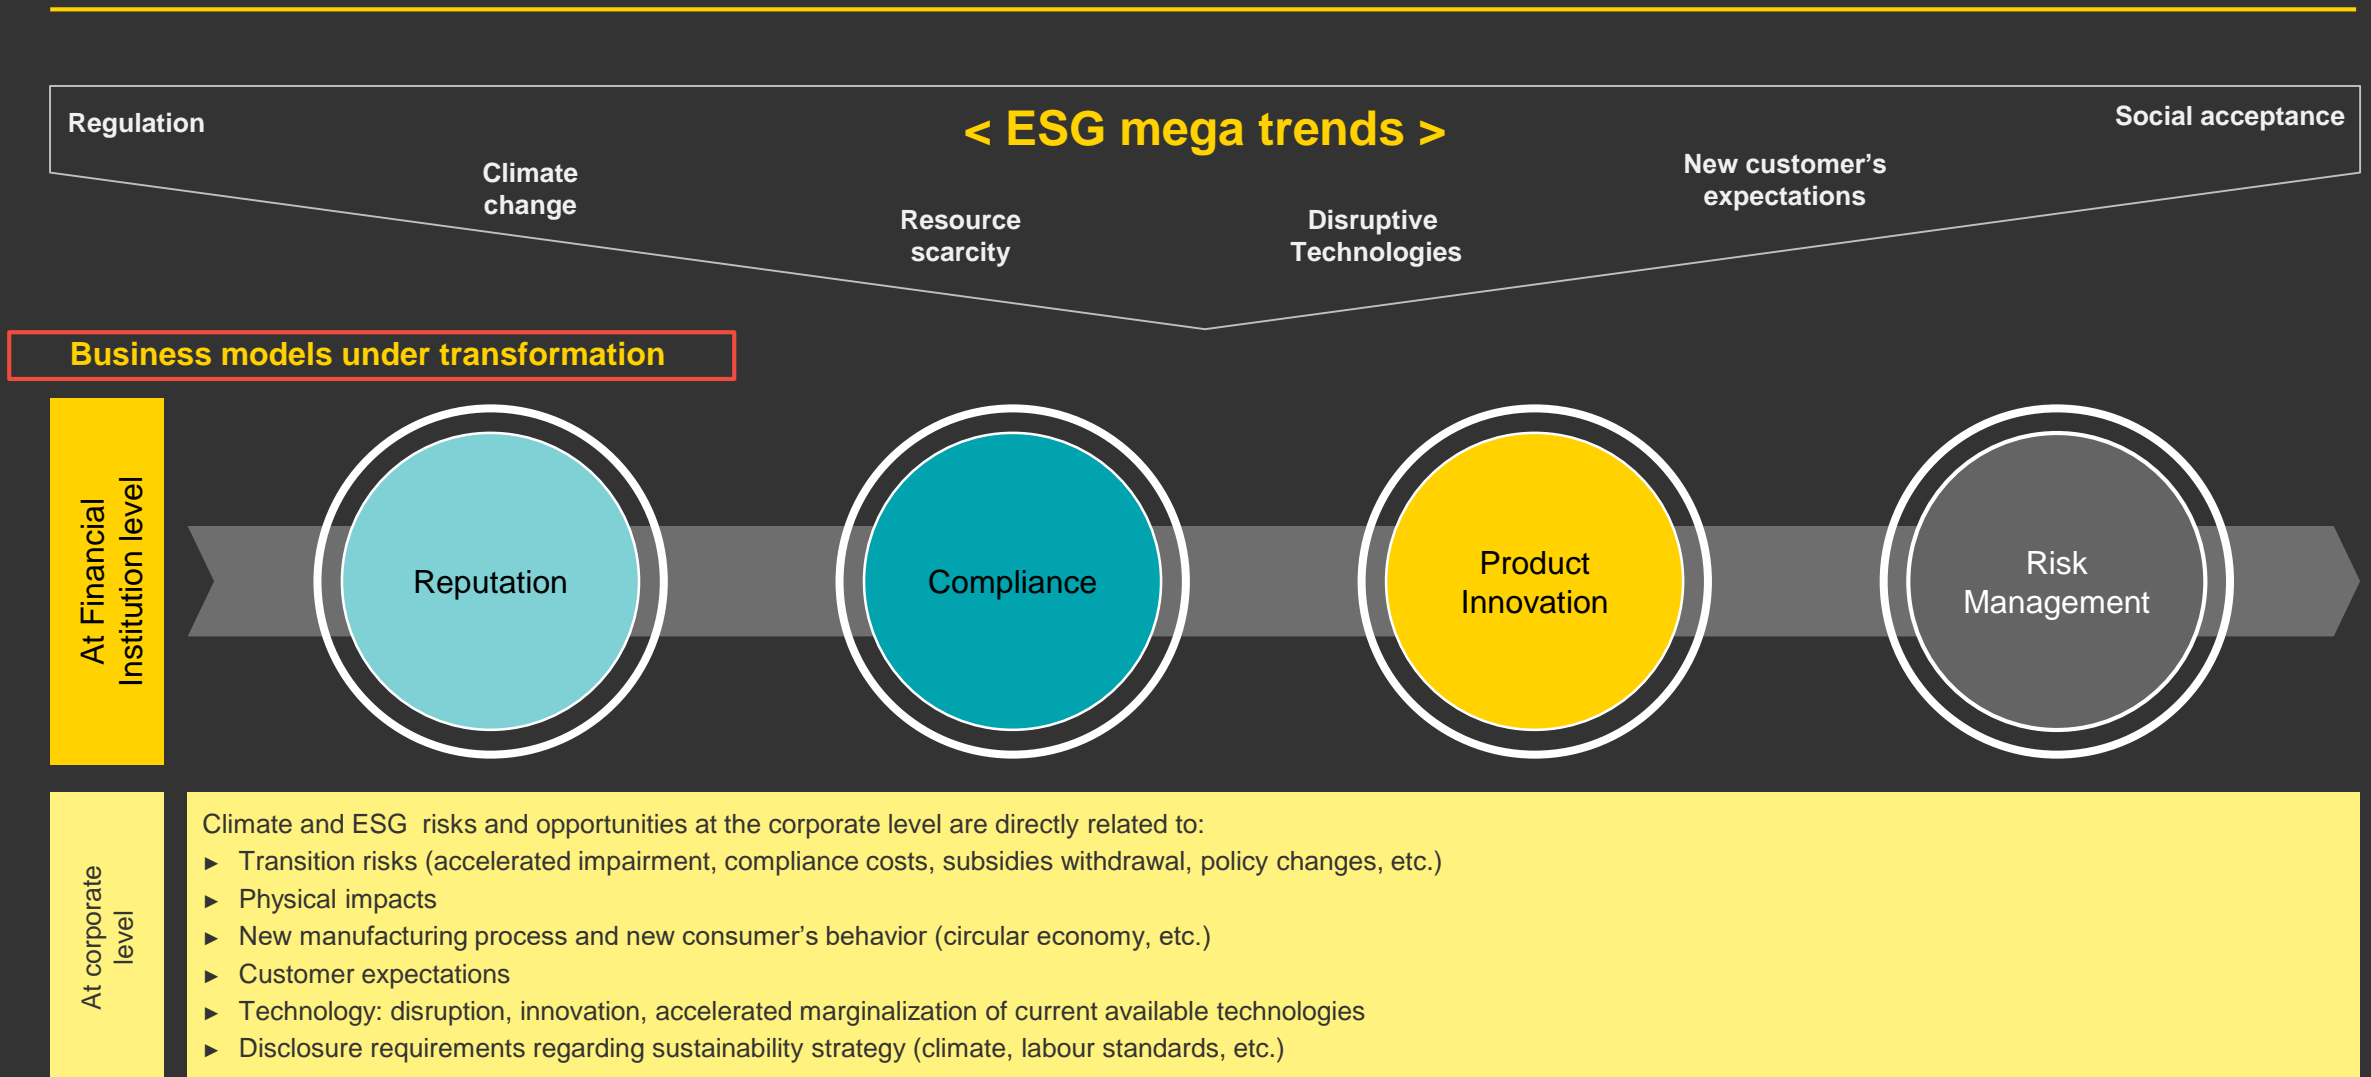 < ESG mega trends >
Regulation
Climate
change
Resource
scarcity
Disruptive
Technologies
New customer’s
expectations
Social acceptance
Business models under transformation
At Financial
Institution level
Reputation
Compliance
Product
Innovation
Risk
Management
At corporate
level
Climate and ESG  risks and opportunities at the corporate level are directly related to:
► Transition risks (accelerated impairment, compliance costs, subsidies withdrawal, policy changes, etc.)
► Physical impacts
► New manufacturing process and new consumer’s behavior (circular economy, etc.)
► Customer expectations
► Technology: disruption, innovation, accelerated marginalization of current available technologies
► Disclosure requirements regarding sustainability strategy (climate, labour standards, etc.)